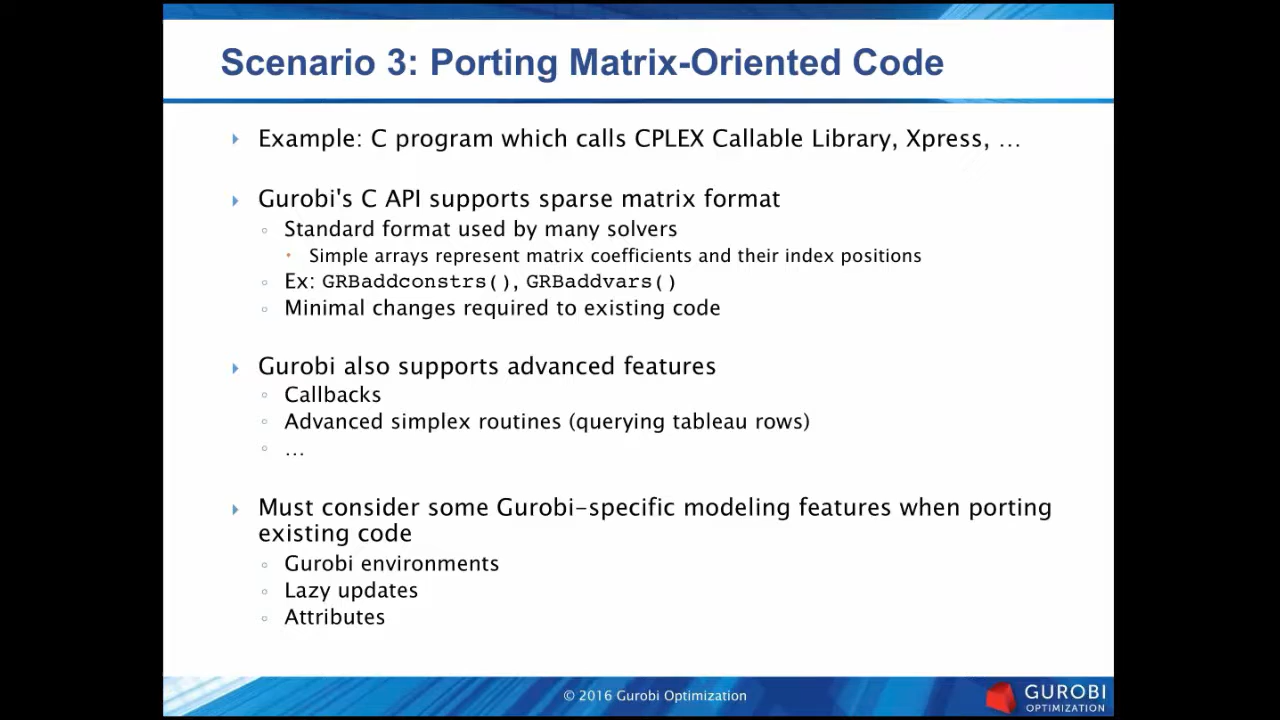 Scenario 3: Porting Matrix-Oriented Code
Example: C program which calls CPLEX Callable Library, Xpress, …
Gurobi's C API supports sparse matrix format
Standard format used by many solvers
Simple arrays represent matrix coefficients and their index positions
Ex: GRBaddconstrs(), GRBaddvars()
Minimal changes required to existing code
Gurobi also supports advanced features
Callbacks
Advanced simplex routines (querying tableau rows)
…
Must consider some Gurobi-specific modeling features when porting
existing code
Gurobi environments
Lazy updates
Attributes
© 2016 Gurobi Optimization
GUROBI
OPTIMIZATION